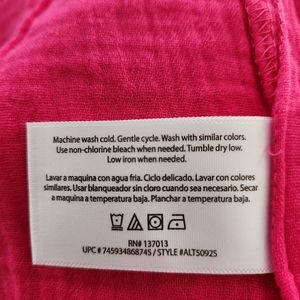 Machine wash cold. Gentle cycle. Wash with similar colors.
Use non-chlorine bleach when needed. Tumble dry low.
Low iron when needed.
Lavar a maquina con agua fria. Ciclo delicado. Lavar con colores
similares. Usar blanqueador sin cloro cuando sea necesario. Secar
a maquina a temperatura baja. Planchar a temperatura baja.
RN# 137013
UPC # 745934868745 / STYLE #ALT5092S